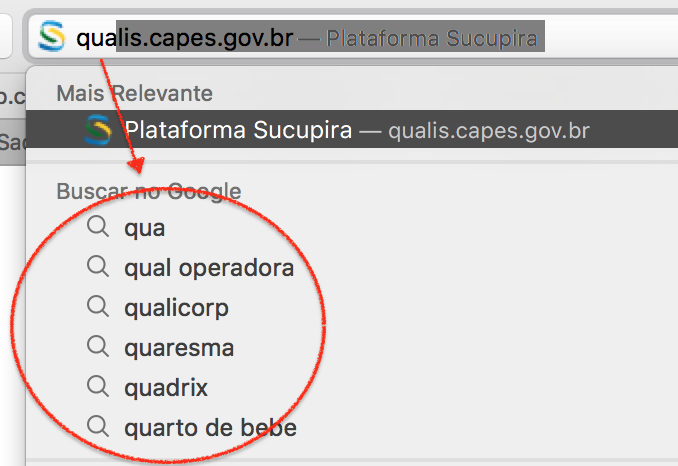 qualis.capes.gov.br — Plataforma Sucupira
Mais Relevante
Plataforma Sucupira — qualis.capes.gov.br
Buscar no Google
qua
qual operadora
qualicorp
quaresma
quadrix
quarto de bebe